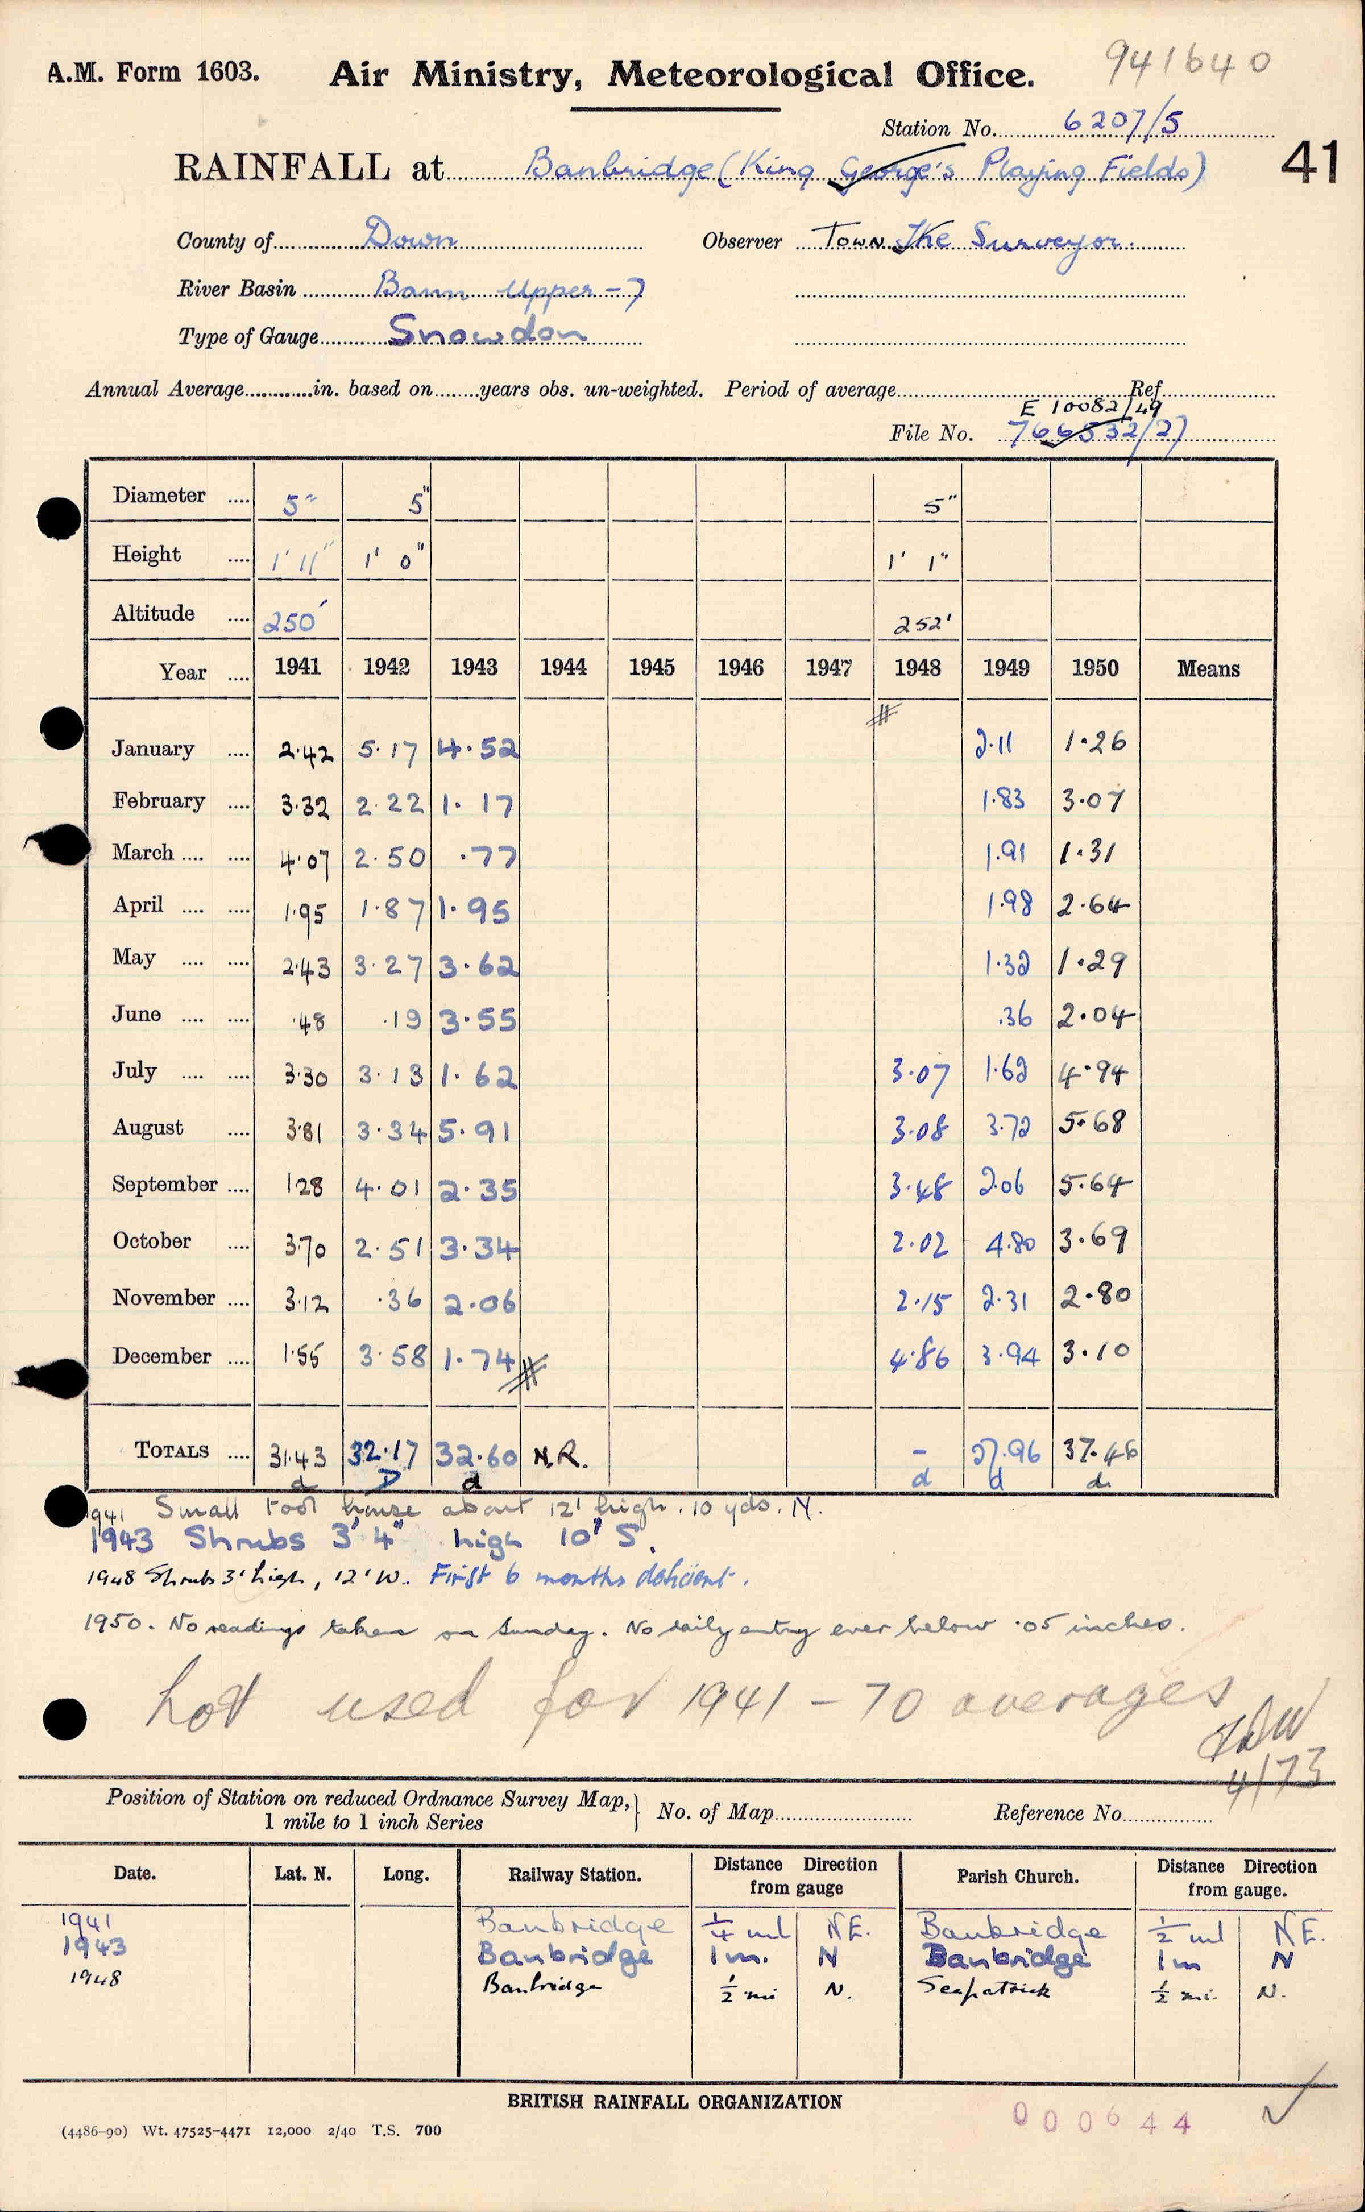 941640
A.M. Form 1603. Air Ministry, Meteorological Office.
Station No. 6207/5
RAINFALL at Banbridge (King George's Playing Fields) 41
County of Down Observer Town The Surveyor.
River Basin Bann Upper - 7
Type of Gauge Snowdon
Annual Average............in. based on........years obs. un-weighted. Period of average............Ref............
E 10082/49
File No. 766532/27
Diameter .... 5" 5" 5"
Height .... 1' 11" 1' 0" 1' 1"
Altitude .... 250' 252'
Year .... 1941 1942 1943 1944 1945 1946 1947 1948 1949 1950 Means
January .... 2.42 5.17 4.52 2.11 1.26
February .... 3.32 2.22 1.17 1.83 3.07
March .... .... 4.07 2.50 .77 1.91 1.31
April .... .... 1.95 1.87 1.95 1.98 2.64
May .... .... 2.43 3.27 3.62 1.32 1.29
June .... .... .48 .19 3.55 .36 2.04
July .... .... 3.30 3.13 1.62 3.07 1.62 4.94
August .... 3.81 3.34 5.91 3.08 3.72 5.68
September .... 1.28 4.01 2.35 3.48 2.06 5.64
October .... 3.70 2.51 3.34 2.02 4.80 3.69
November .... 3.12 .36 2.06 2.15 2.31 2.80
December .... 1.55 3.58 1.74 4.86 3.94 3.10
Totals .... 31.43 32.17 32.60 N.R. - 27.96 37.46
d D d d d d
1941 Small tool house about 12' high. 10 yds. N.
1943 Shrubs 3' 4" high 10' S.
1948 Shrubs 3' high, 12' W. First 6 months deficient.
1950. No readings taken on Sunday. No daily entry ever below .05 inches.
not used for 1941 - 70 averages
4/73
Position of Station on reduced Ordnance Survey Map, 1 mile to 1 inch Series } No. of Map............ Reference No............
Date. Lat. N. Long. Railway Station. Distance Direction from gauge Parish Church. Distance Direction from gauge.
1941 Banbridge 1/4 ml NE. Banbridge 1/2 ml NE.
1943 Banbridge 1 m. N Banbridge 1 m N
1948 Banbridge 1/2 mi N. Seapatrick 1/2 mi. N.
BRITISH RAINFALL ORGANIZATION
(4486-90) Wt. 47525-4471 12,000 2/40 T.S. 700
000644